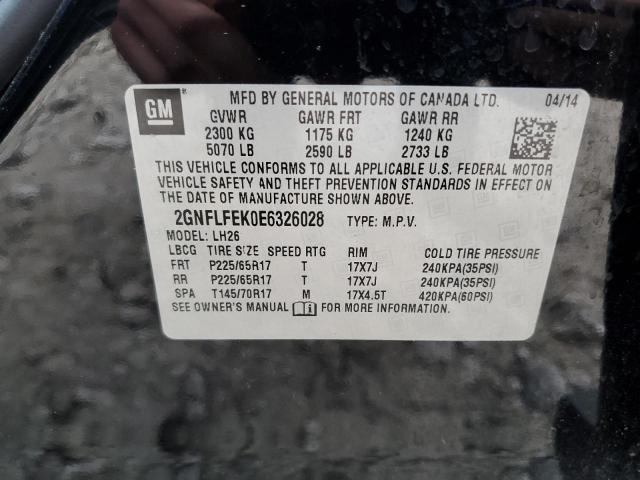 GM ® MFD BY GENERAL MOTORS OF CANADA LTD. 04/14
GVWR GAWR FRT GAWR RR
2300 KG 1175 KG 1240 KG
5070 LB 2590 LB 2733 LB
THIS VEHICLE CONFORMS TO ALL APPLICABLE U.S. FEDERAL MOTOR
VEHICLE SAFETY AND THEFT PREVENTION STANDARDS IN EFFECT ON
THE DATE OF MANUFACTURE SHOWN ABOVE.
2GNFLFEK0E6326028 TYPE: M.P.V.
MODEL: LH26
LBCG TIRE SIZE SPEED RTG RIM COLD TIRE PRESSURE
FRT P225/65R17 T 17X7J 240KPA(35PSI)
RR P225/65R17 T 17X7J 240KPA(35PSI)
SPA T145/70R17 M 17X4.5T 420KPA(60PSI)
SEE OWNER'S MANUAL FOR MORE INFORMATION.